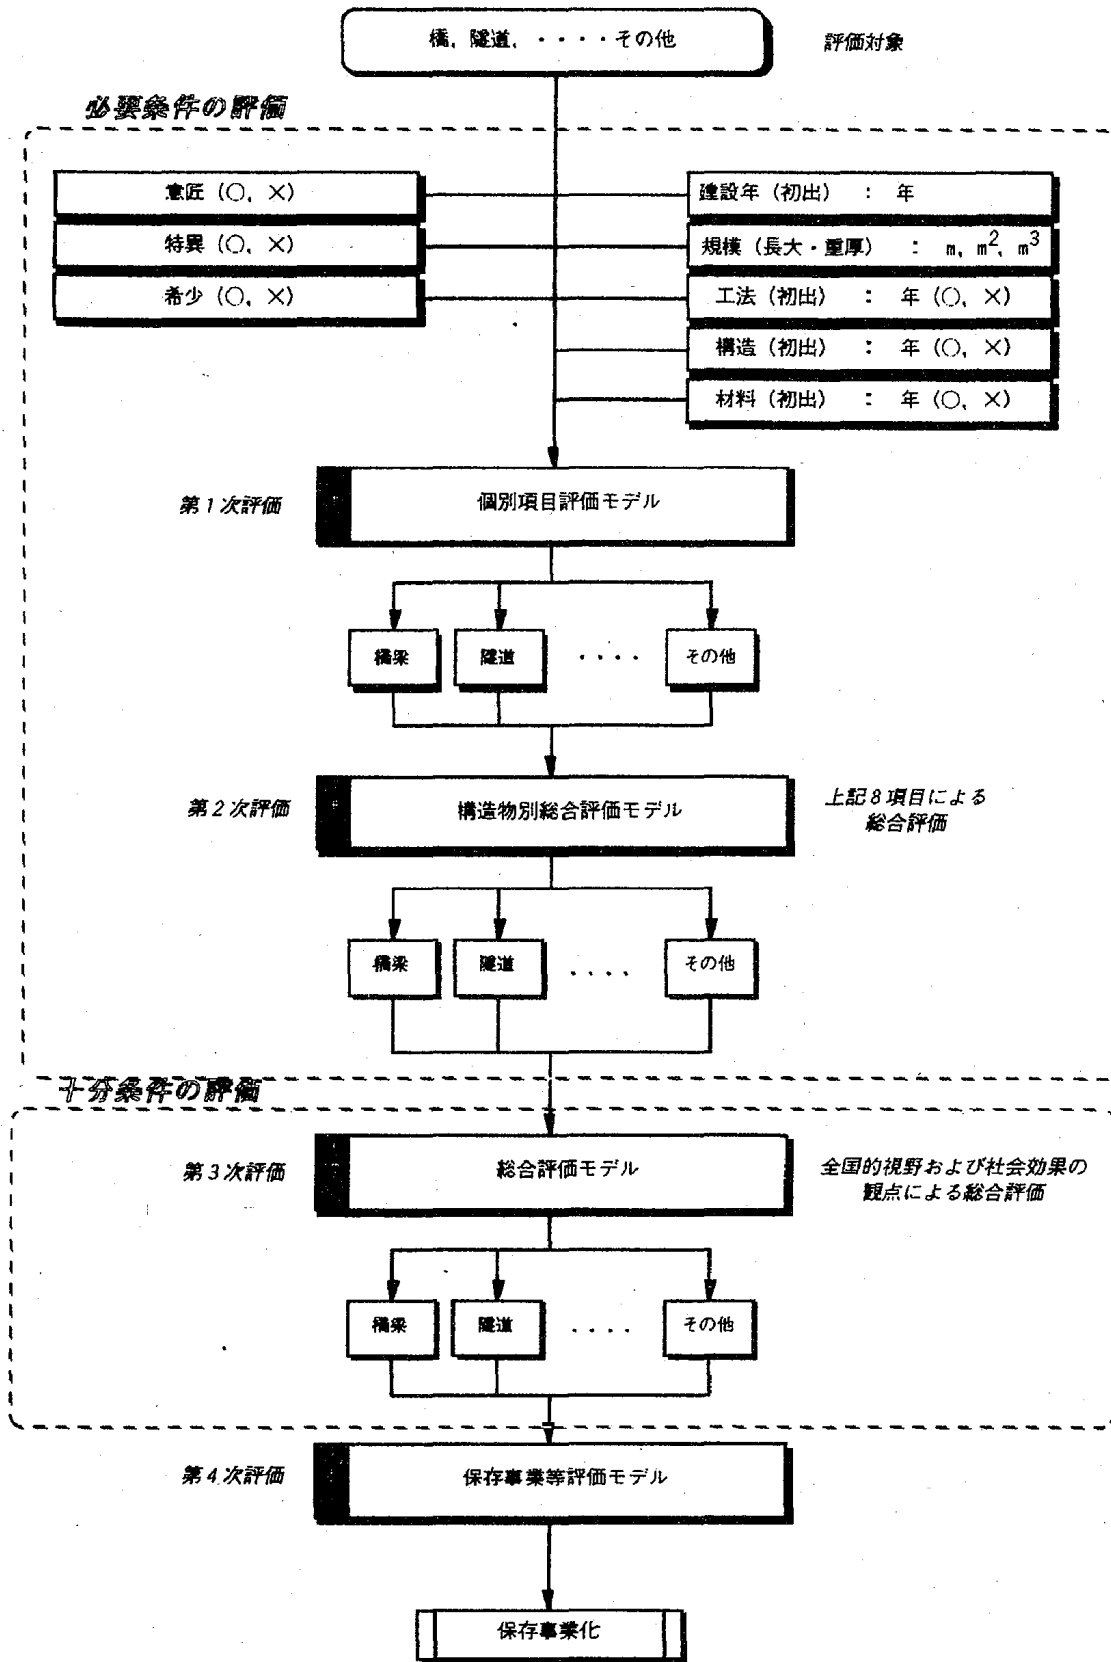 橋，隧道，・・・・その他
評価対象
必要条件の評価
意匠（○，×）
建設年（初出） ： 年
特異（○，×）
規模（長大・重厚） ： m, m², m³
希少（○，×）
工法（初出） ： 年（○，×）
構造（初出） ： 年（○，×）
材料（初出） ： 年（○，×）
第1次評価
個別項目評価モデル
橋梁
隧道
・・・・
その他
第2次評価
構造物別総合評価モデル
上記8項目による
総合評価
橋梁
隧道
・・・・
その他
十分条件の評価
第3次評価
総合評価モデル
全国的視野および社会効果の
観点による総合評価
橋梁
隧道
・・・・
その他
第4次評価
保存事業等評価モデル
保存事業化